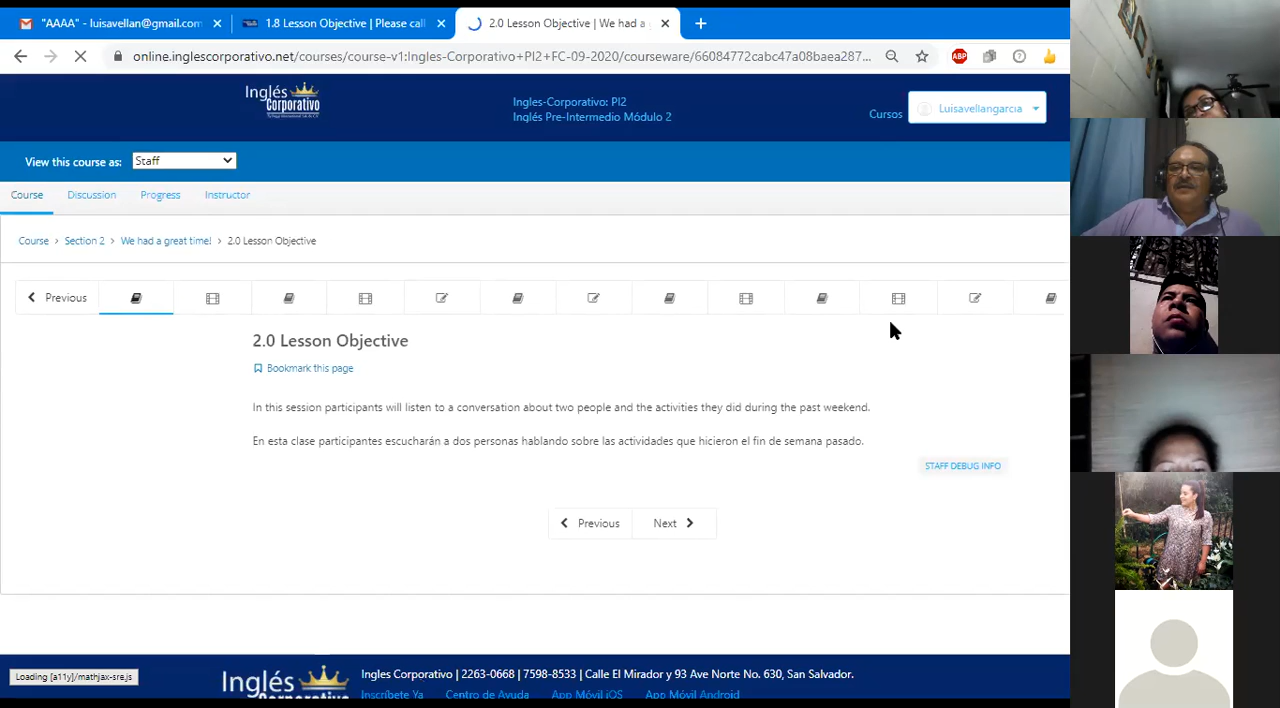 "AAAA" - luisavellan@gmail.com
1.8 Lesson Objective | Please call
2.0 Lesson Objective | We had a
online.inglescorporativo.net/courses/course-v1:Ingles-Corporativo+PI2+FC-09-2020/courseware/66084772cabc47a08baea287...
ABP
Inglés
Corporativo
Ingles-Corporativo: PI2
Inglés Pre-Intermedio Módulo 2
Cursos
Luisavellangarcia
View this course as:
Staff
Course
Discussion
Progress
Instructor
Course > Section 2 > We had a great time! > 2.0 Lesson Objective
Previous
2.0 Lesson Objective
Bookmark this page
In this session participants will listen to a conversation about two people and the activities they did during the past weekend.
En esta clase participantes escucharán a dos personas hablando sobre las actividades que hicieron el fin de semana pasado.
STAFF DEBUG INFO
Previous
Next
Loading [a11y]/mathjax-sre.js
Inglés
Corporativo
Ingles Corporativo | 2263-0668 | 7598-8533 | Calle El Mirador y 93 Ave Norte No. 630, San Salvador.
Inscríbete Ya
Centro de Ayuda
App Móvil iOS
App Móvil Android